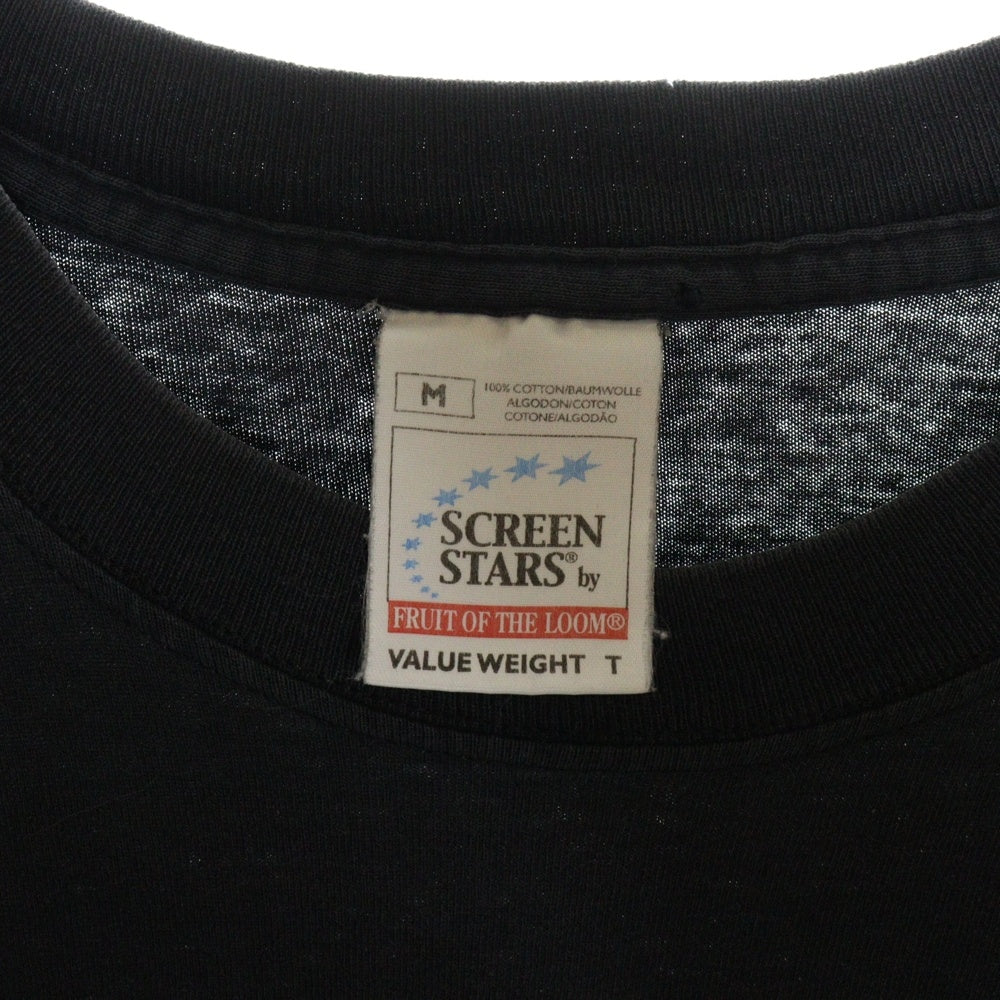 M
100% COTTON/BAUMWOLLE
ALGODON/COTON
COTONE/ALGODÃO
SCREEN
STARS® by
FRUIT OF THE LOOM®
VALUE WEIGHT T